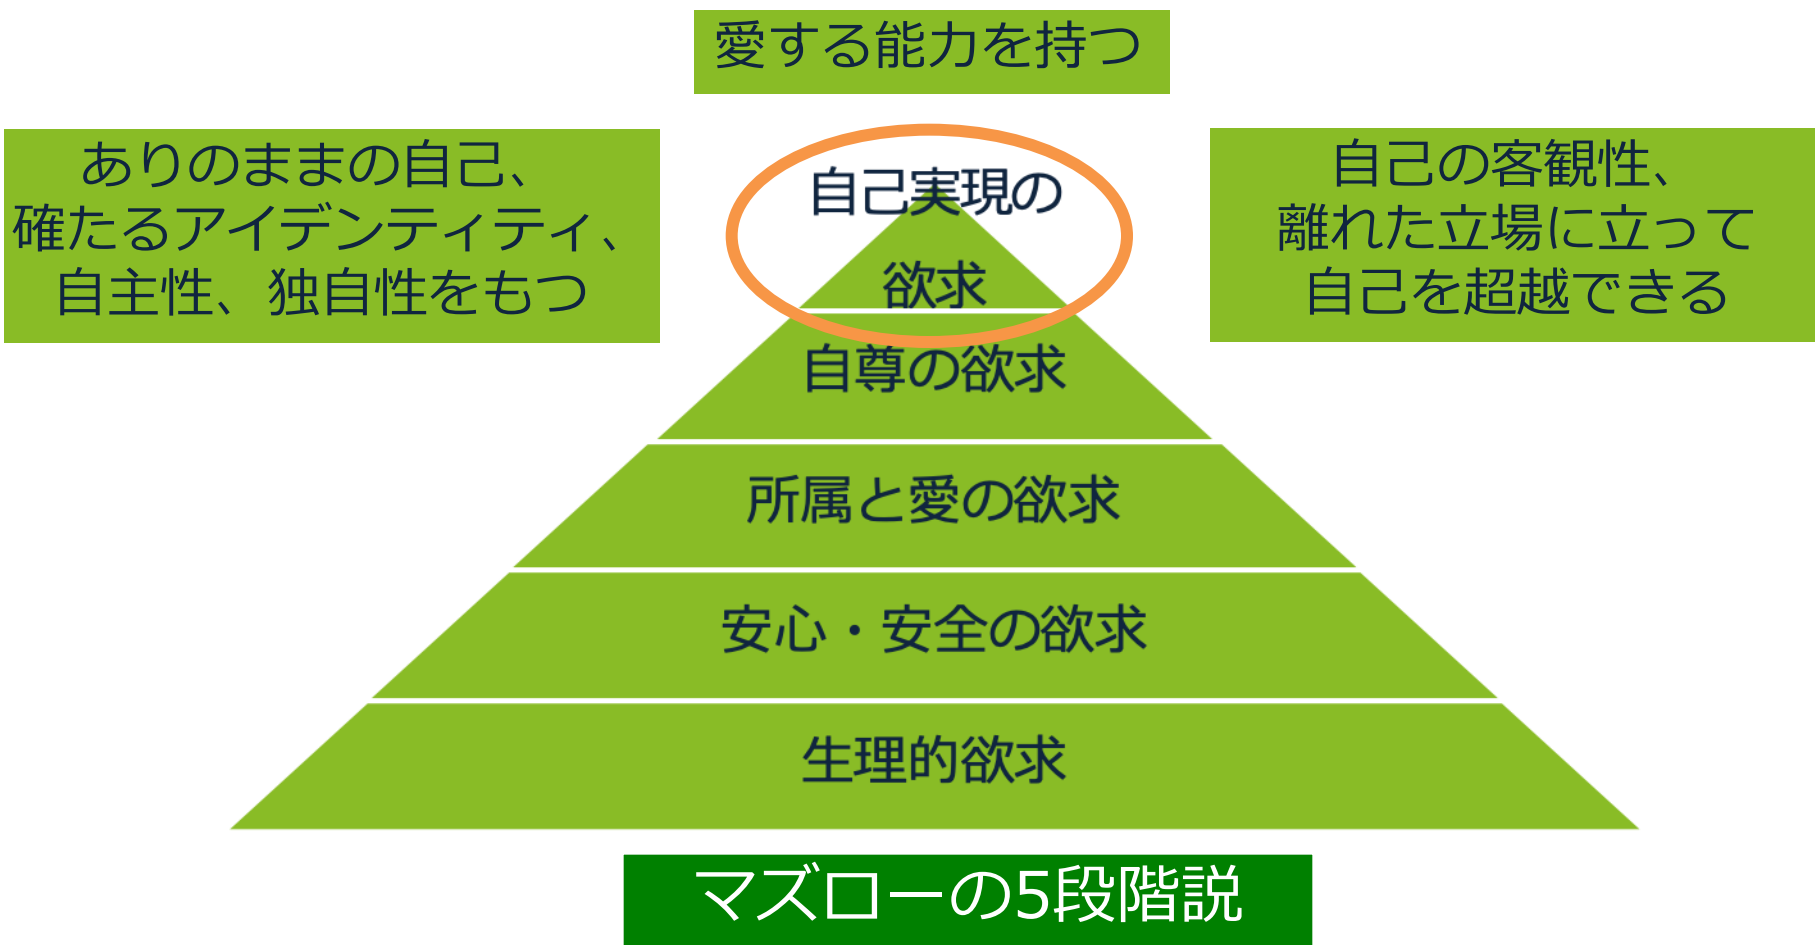 愛する能力を持つ
ありのままの自己、
確たるアイデンティティ、
自主性、独自性をもつ
自己の客観性、
離れた立場に立って
自己を超越できる
自己実現の
欲求
自尊の欲求
所属と愛の欲求
安心・安全の欲求
生理的欲求
マズローの5段階説